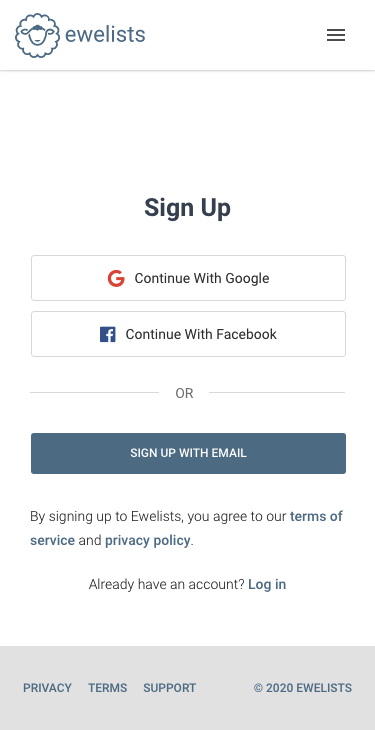 ewelists
Sign Up
Continue With Google
Continue With Facebook
OR
SIGN UP WITH EMAIL
By signing up to Ewelists, you agree to our terms of
service and privacy policy.
Already have an account? Log in
PRIVACY TERMS SUPPORT © 2020 EWELISTS